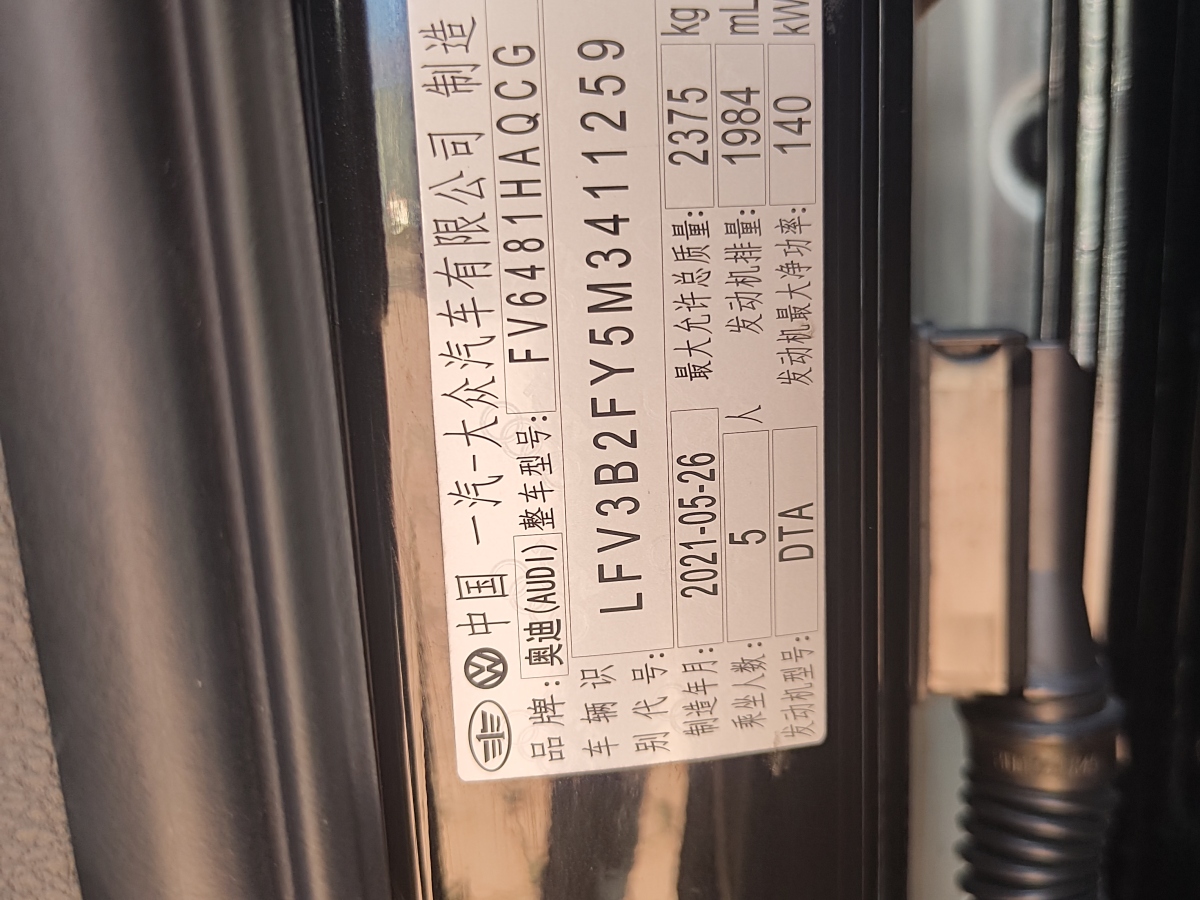 中国 一汽-大众汽车有限公司 制造
品牌: 奥迪(AUDI) 整车型号: FV6481HAQCG
车辆识别代号: LFV3B2FY5M3411259
制造年月: 2021-05-26 最大允许总质量: 2375 kg
乘坐人数: 5 人 发动机排量: 1984 mL
发动机型号: DTA 发动机最大净功率: 140 kW